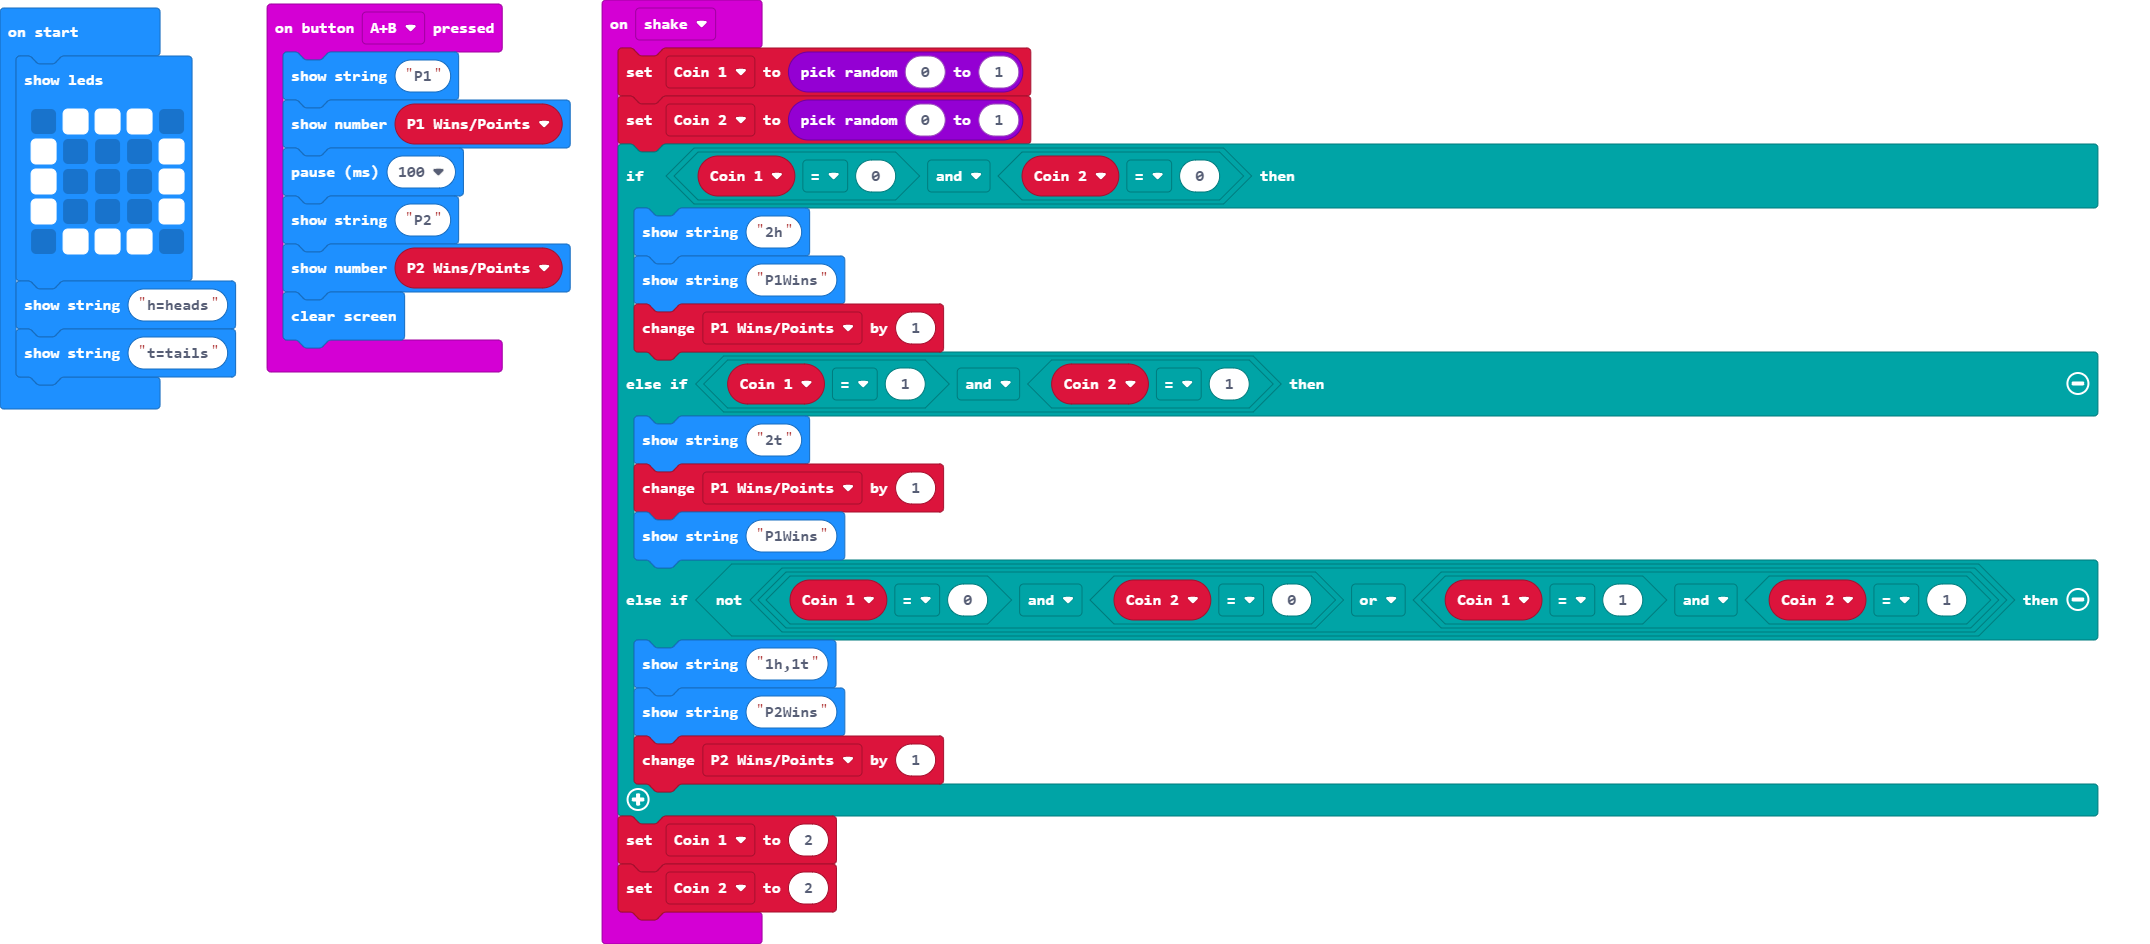 on start
show leds
show string "h=heads"
show string "t=tails"
on button A+B pressed
show string "P1"
show number P1 Wins/Points
pause (ms) 100
show string "P2"
show number P2 Wins/Points
clear screen
on shake
set Coin 1 to pick random 0 to 1
set Coin 2 to pick random 0 to 1
if Coin 1 = 0 and Coin 2 = 0 then
show string "2h"
show string "P1Wins"
change P1 Wins/Points by 1
else if Coin 1 = 1 and Coin 2 = 1 then
show string "2t"
change P1 Wins/Points by 1
show string "P1Wins"
else if not Coin 1 = 0 and Coin 2 = 0 or Coin 1 = 1 and Coin 2 = 1 then
show string "1h,1t"
show string "P2Wins"
change P2 Wins/Points by 1
set Coin 1 to 2
set Coin 2 to 2